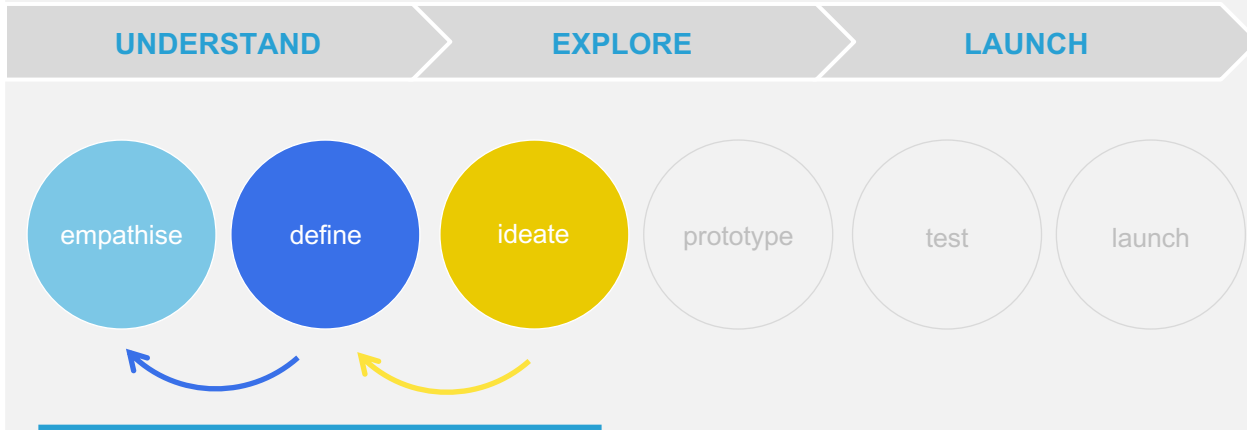 UNDERSTAND EXPLORE LAUNCH
empathise define ideate prototype test launch